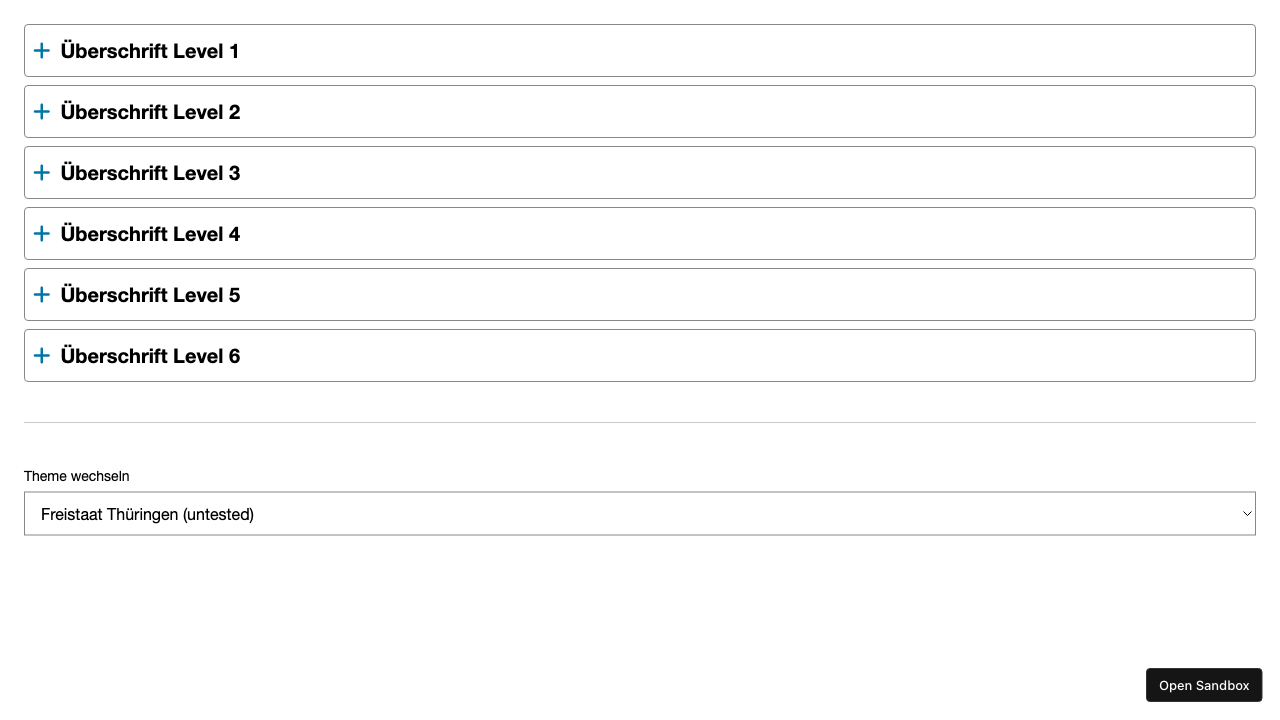 Überschrift Level 1
Überschrift Level 2
Überschrift Level 3
Überschrift Level 4
Überschrift Level 5
Überschrift Level 6
Theme wechseln
Freistaat Thüringen (untested)
Open Sandbox